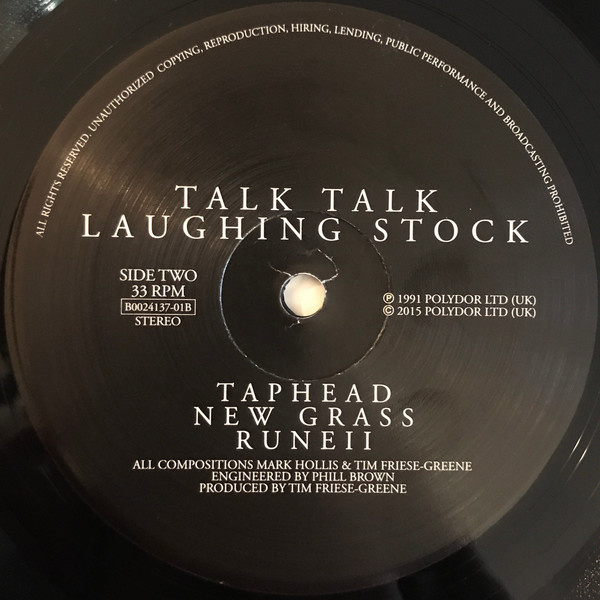 ALL RIGHTS RESERVED. UNAUTHORIZED COPYING, REPRODUCTION, HIRING, LENDING, PUBLIC PERFORMANCE AND BROADCASTING PROHIBITED
TALK TALK
LAUGHING STOCK
SIDE TWO
33 RPM
B0024137-01B
STEREO
Ⓟ 1991 POLYDOR LTD (UK)
© 2015 POLYDOR LTD (UK)
TAPHEAD
NEW GRASS
RUNEII
ALL COMPOSITIONS MARK HOLLIS & TIM FRIESE-GREENE
ENGINEERED BY PHILL BROWN
PRODUCED BY TIM FRIESE-GREENE